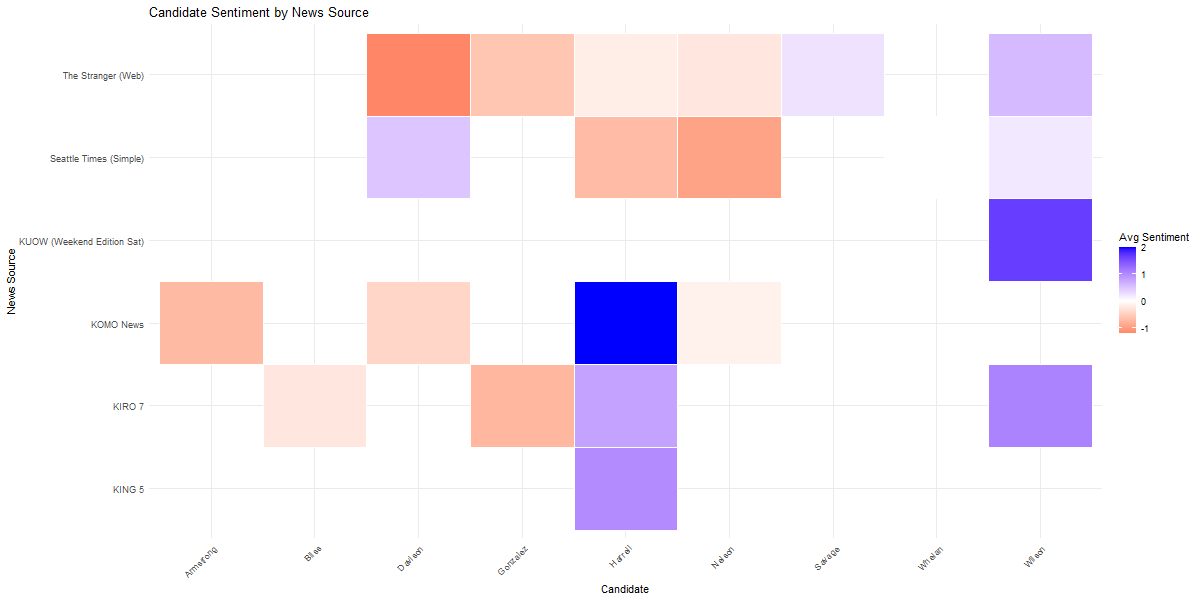 Candidate Sentiment by News Source
The Stranger (Web)
Seattle Times (Simple)
KUOW (Weekend Edition Sat)
KOMO News
KIRO 7
KING 5
News Source
Armstrong
Bliss
Davison
Gonzalez
Harrell
Nelson
Savage
Whelan
Wilson
Candidate
Avg Sentiment
2
1
0
-1